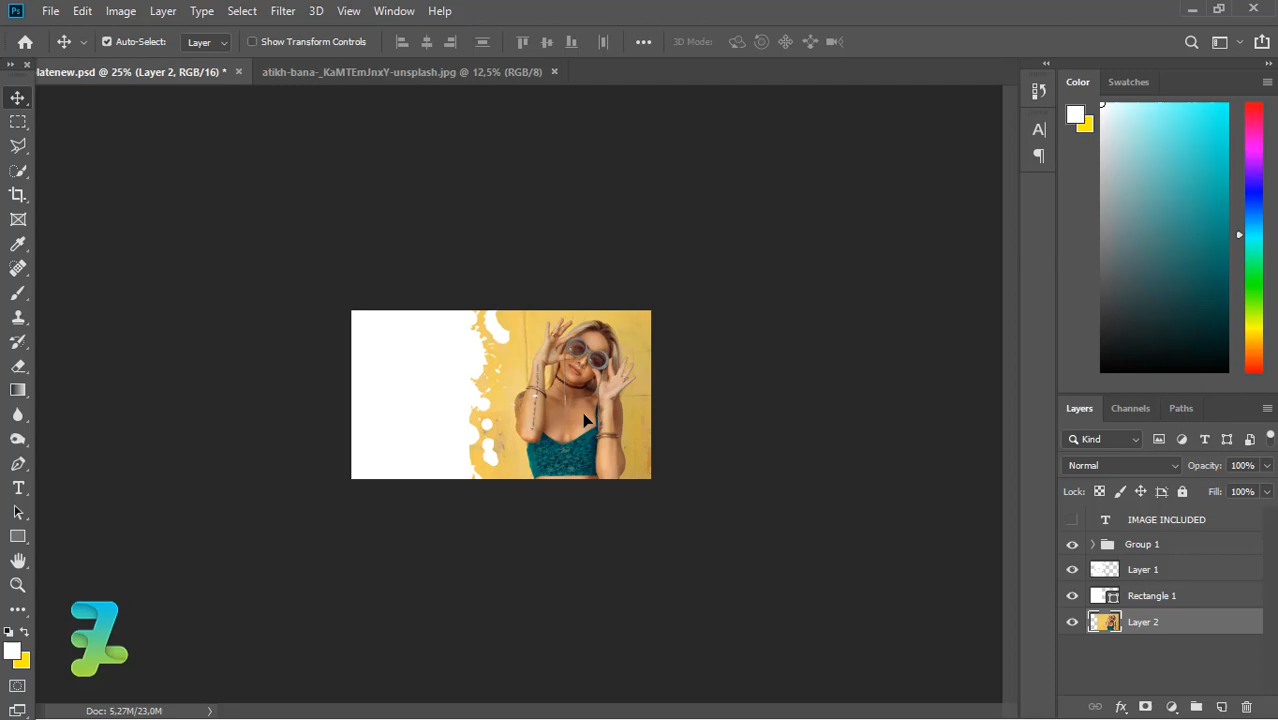 Ps File Edit Image Layer Type Select Filter 3D View Window Help
Auto-Select: Layer Show Transform Controls 3D Mode:
latenew.psd @ 25% (Layer 2, RGB/16) * atikh-bana-_KaMTEmJnxY-unsplash.jpg @ 12,5% (RGB/8)
Color Swatches
Layers Channels Paths
Kind
Normal Opacity: 100%
Lock: Fill: 100%
T IMAGE INCLUDED
Group 1
Layer 1
Rectangle 1
Layer 2
fx
Doc: 5,27M/23,0M